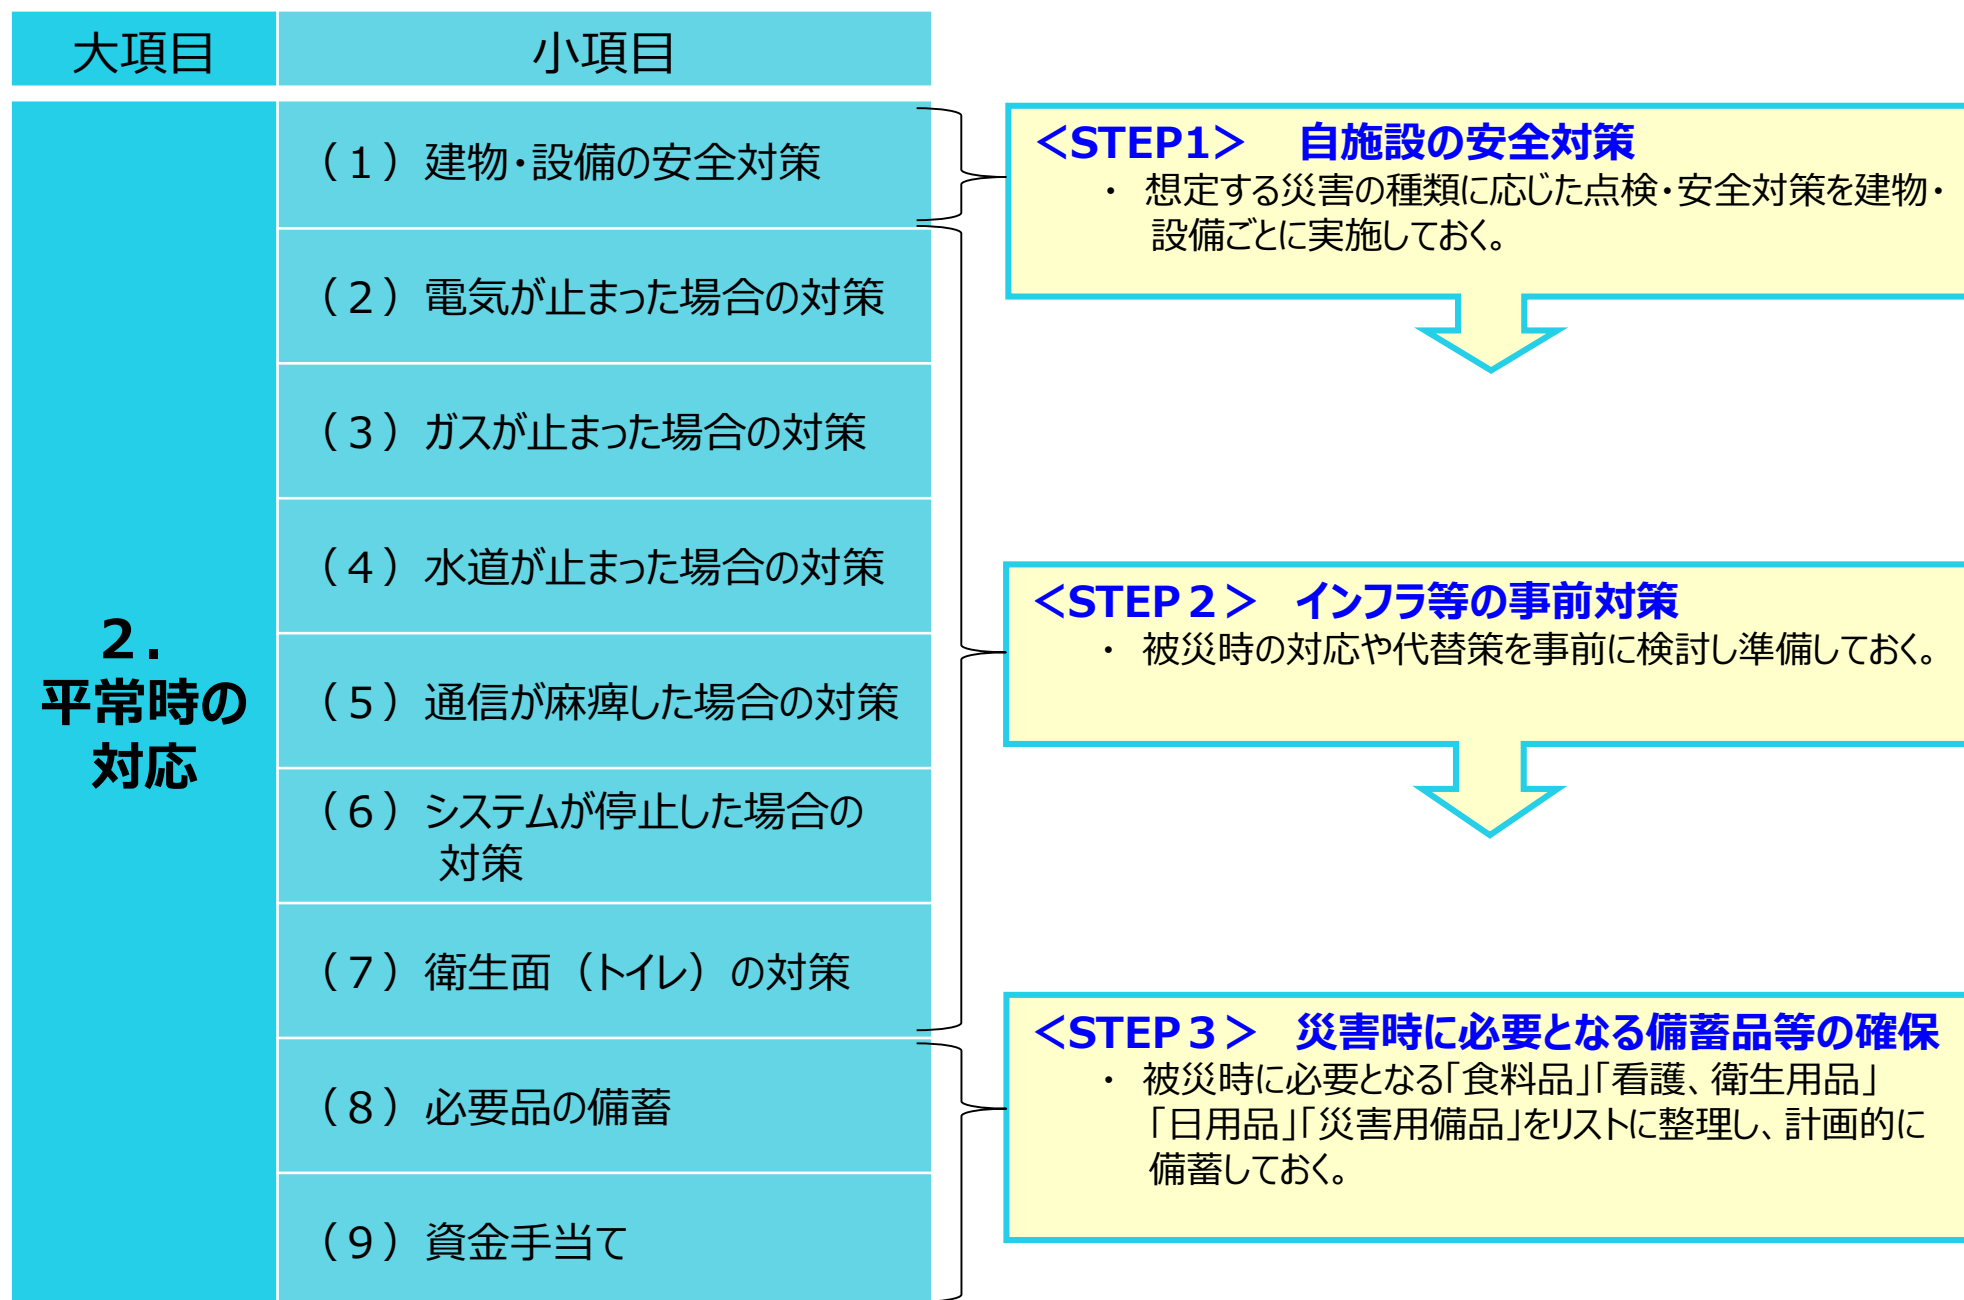 大項目
小項目
2．
平常時の
対応
（１）建物・設備の安全対策
（２）電気が止まった場合の対策
（３）ガスが止まった場合の対策
（４）水道が止まった場合の対策
（５）通信が麻痺した場合の対策
（６）システムが停止した場合の
対策
（７）衛生面（トイレ）の対策
（８）必要品の備蓄
（９）資金手当て
＜STEP1＞　自施設の安全対策
・ 想定する災害の種類に応じた点検・安全対策を建物・
設備ごとに実施しておく。
＜STEP２＞　インフラ等の事前対策
・ 被災時の対応や代替策を事前に検討し準備しておく。
＜STEP３＞　災害時に必要となる備蓄品等の確保
・ 被災時に必要となる「食料品」「看護、衛生用品」
「日用品」「災害用備品」をリストに整理し、計画的に
備蓄しておく。